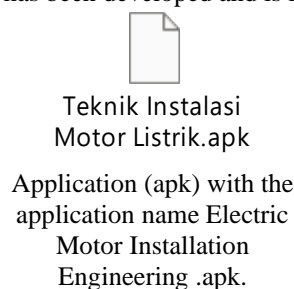 has been developed and is
Teknik Instalasi
Motor Listrik.apk
Application (apk) with the
application name Electric
Motor Installation
Engineering .apk.